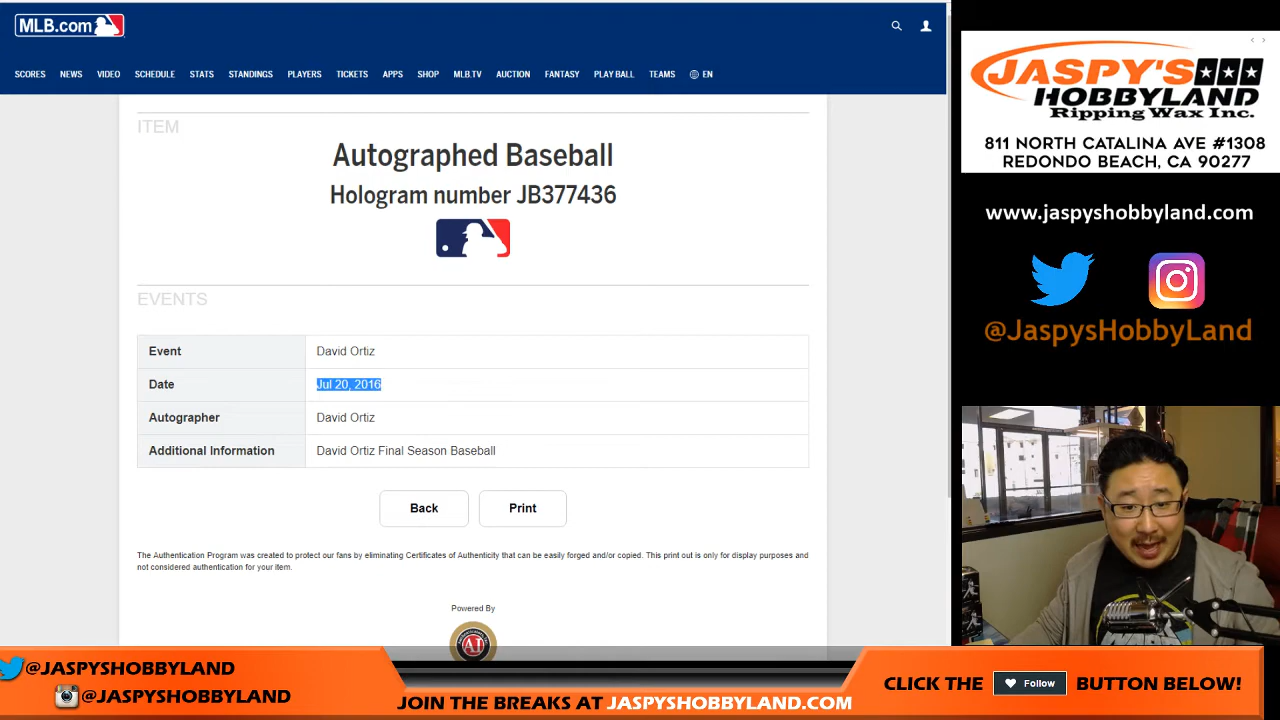 MLB.com
SCORES NEWS VIDEO SCHEDULE STATS STANDINGS PLAYERS TICKETS APPS SHOP MLB.TV AUCTION FANTASY PLAY BALL TEAMS EN
ITEM
Autographed Baseball
Hologram number JB377436
EVENTS
Event David Ortiz
Date Jul 20, 2016
Autographer David Ortiz
Additional Information David Ortiz Final Season Baseball
Back Print
The Authentication Program was created to protect our fans by eliminating Certificates of Authenticity that can be easily forged and/or copied. This print out is only for display purposes and
not considered authentication for your item.
Powered By
AI
JASPY'S
HOBBYLAND
Ripping Wax Inc.
811 NORTH CATALINA AVE #1308
REDONDO BEACH, CA 90277
www.jaspyshobbyland.com
@JaspysHobbyLand
@JASPYSHOBBYLAND
@JASPYSHOBBYLAND
JOIN THE BREAKS AT JASPYSHOBBYLAND.COM
CLICK THE Follow BUTTON BELOW!